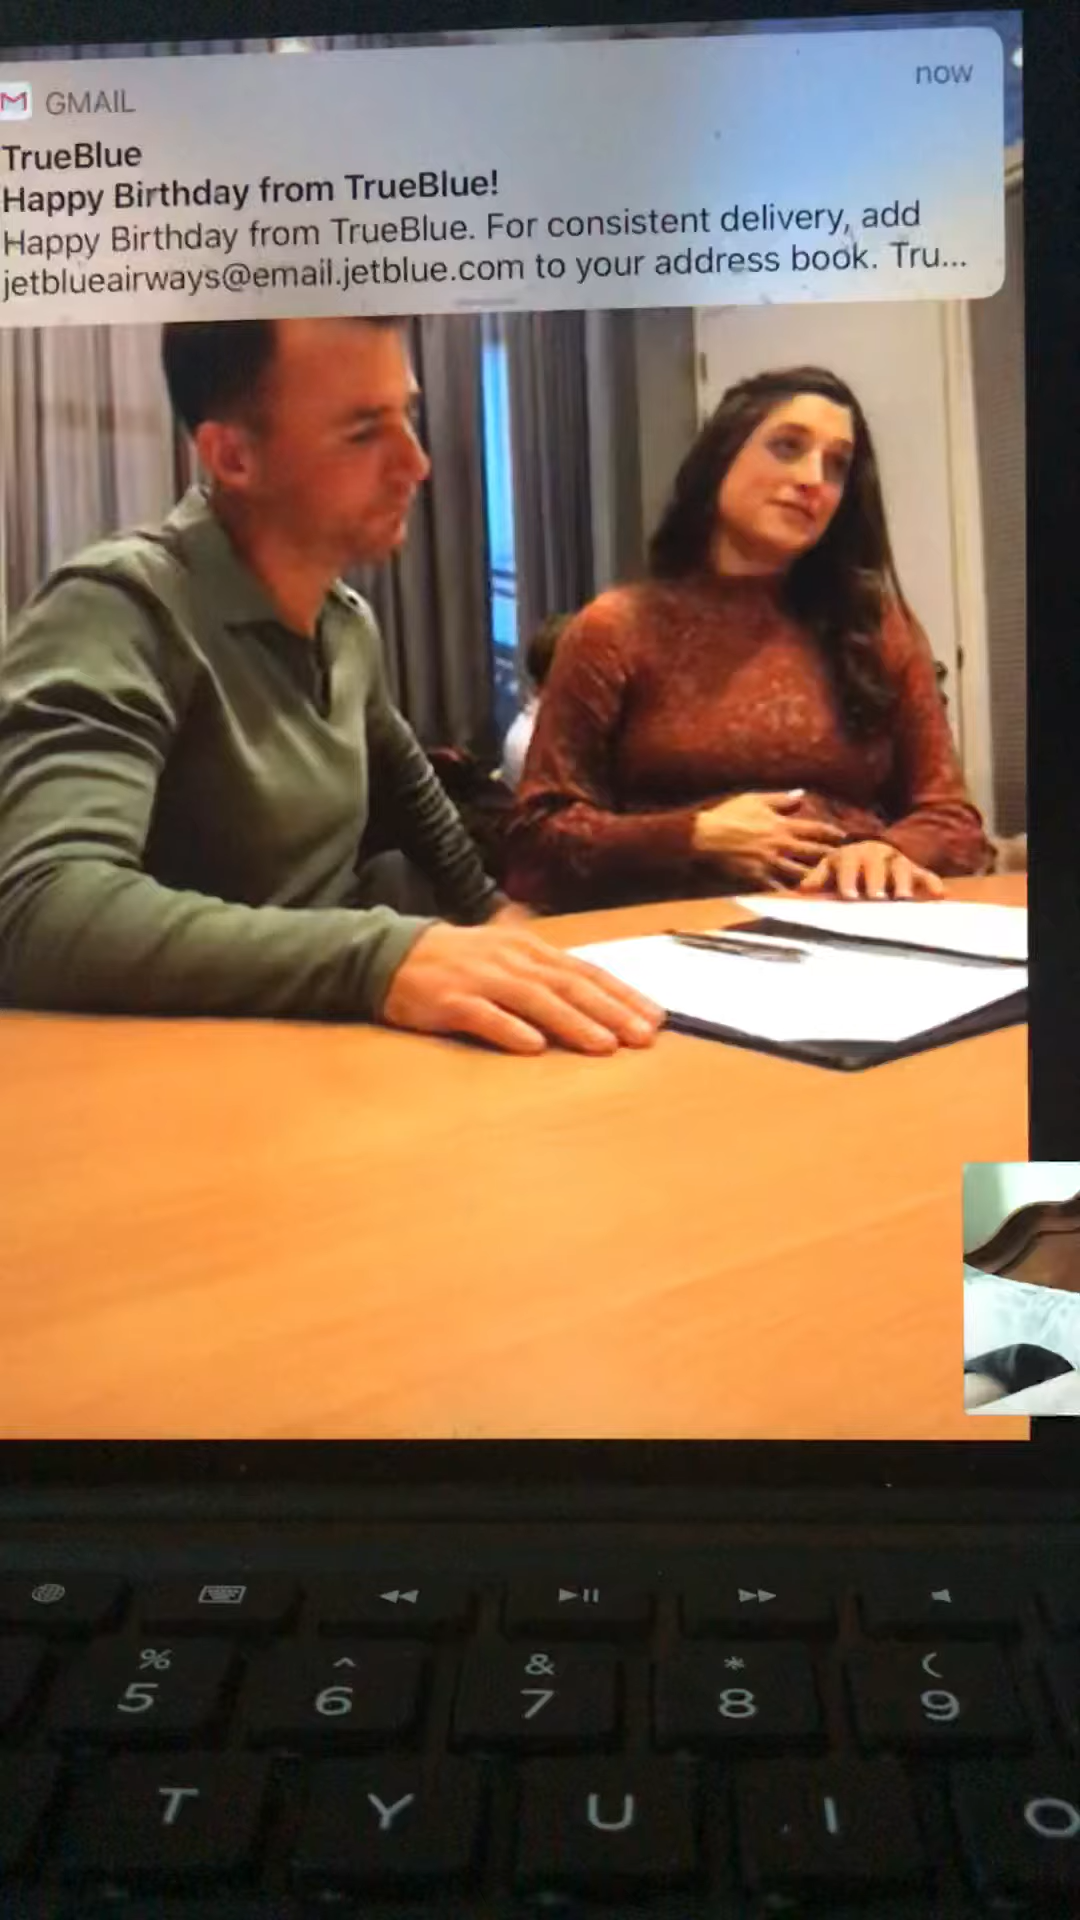 GMAIL
now
TrueBlue
Happy Birthday from TrueBlue!
Happy Birthday from TrueBlue. For consistent delivery, add
jetblueairways@email.jetblue.com to your address book. Tru...
% ^ & * (
5 6 7 8 9
T Y U I O